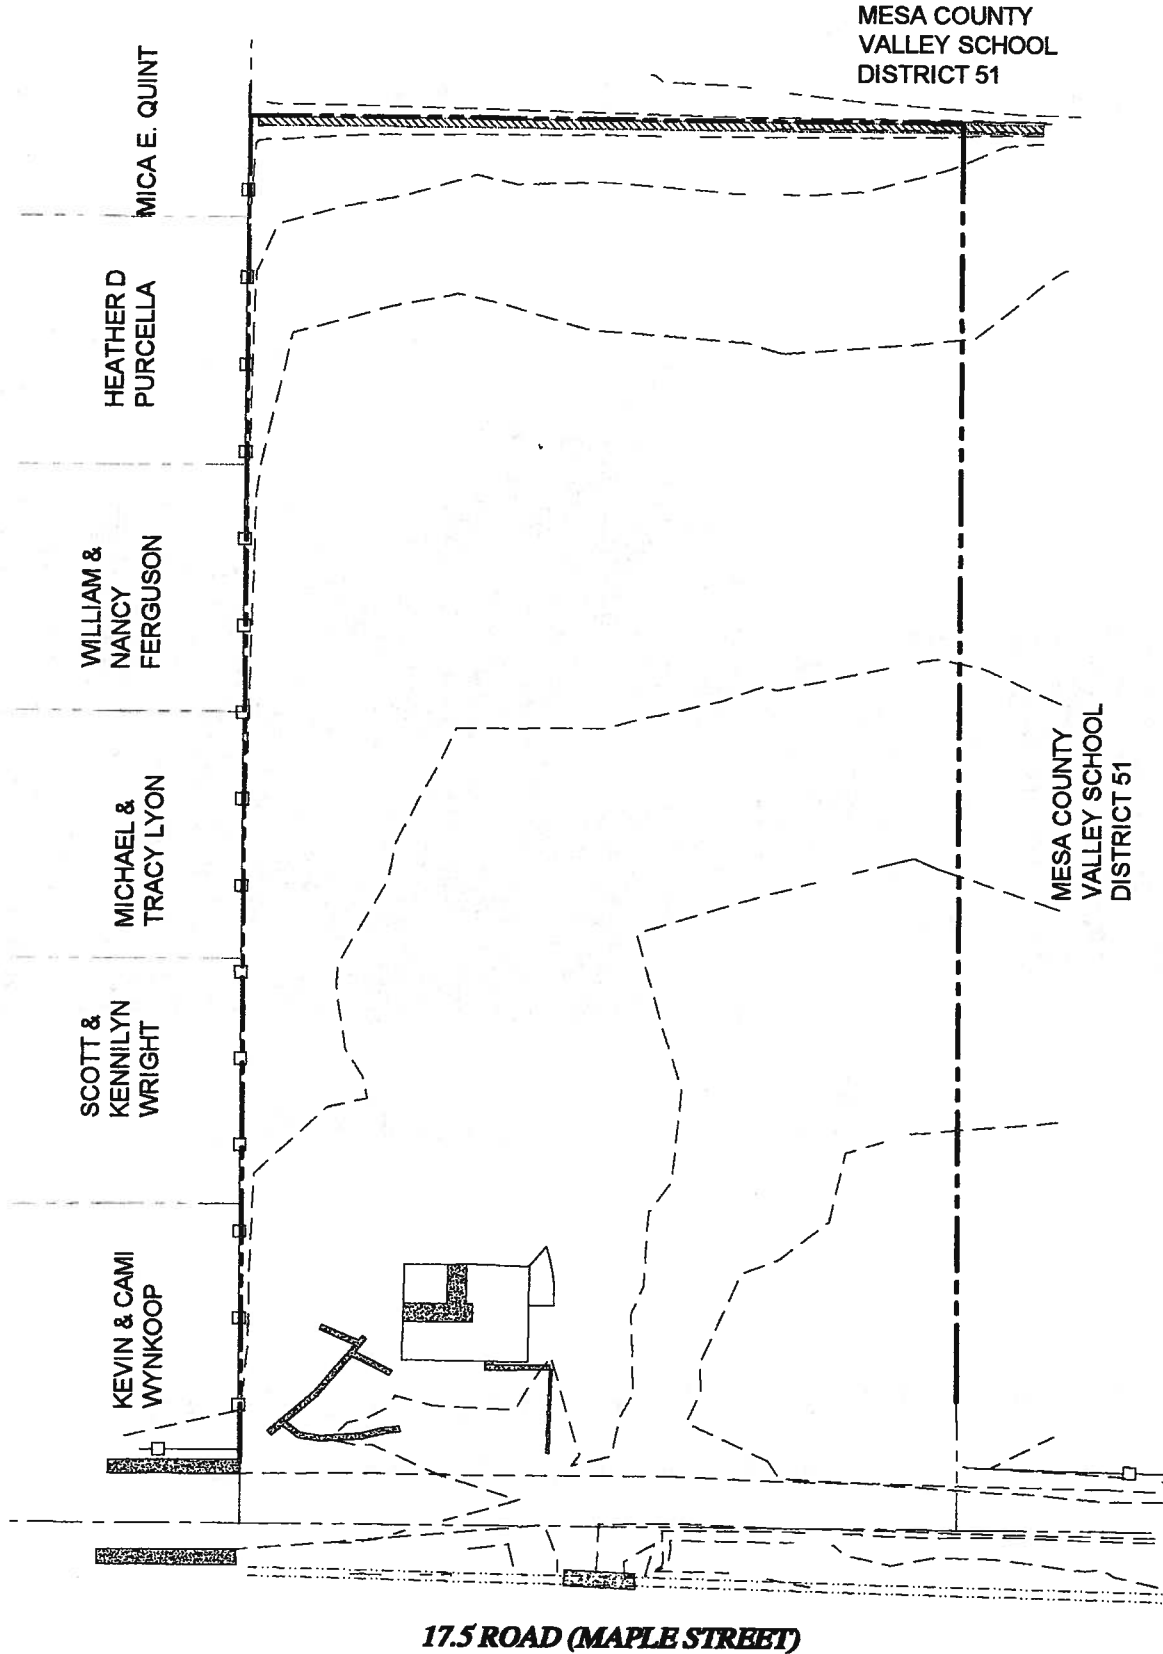 MESA COUNTY
VALLEY SCHOOL
DISTRICT 51
MICA E. QUINT
HEATHER D
PURCELLA
WILLIAM &
NANCY
FERGUSON
MICHAEL &
TRACY LYON
SCOTT &
KENNILYN
WRIGHT
KEVIN & CAMI
WYNKOOP
MESA COUNTY
VALLEY SCHOOL
DISTRICT 51
17.5 ROAD (MAPLE STREET)